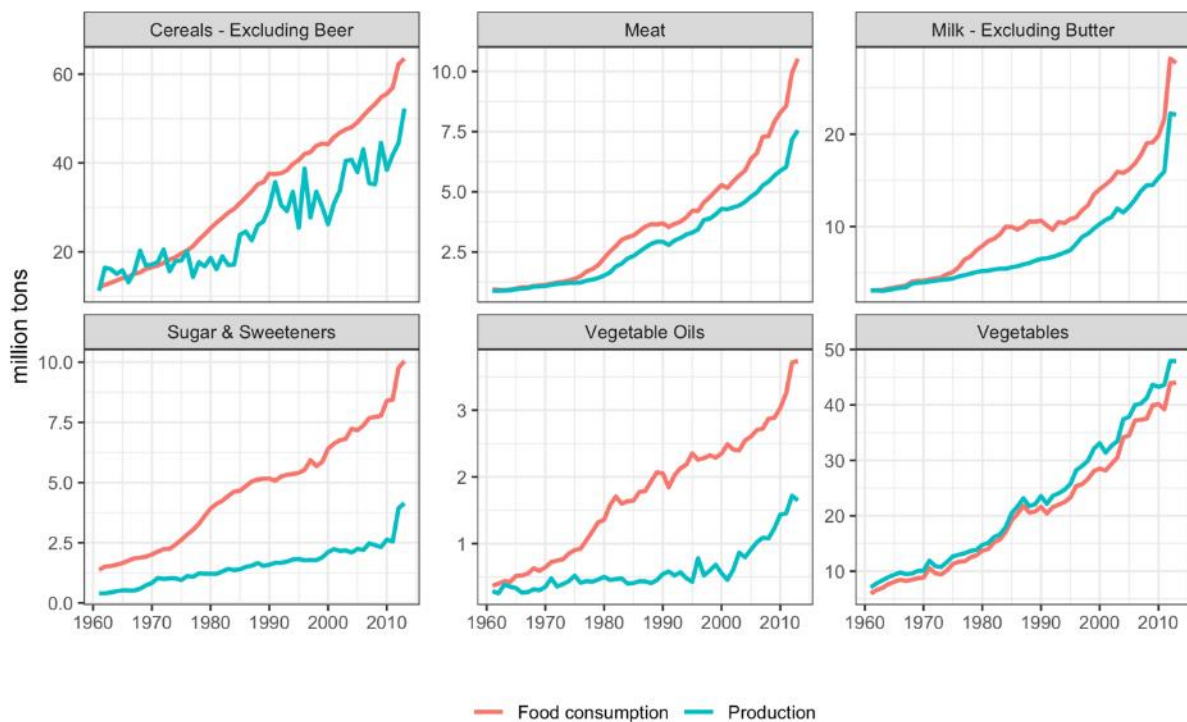 Cereals - Excluding Beer
Meat
Milk - Excluding Butter
60
40
20
10.0
7.5
5.0
2.5
20
10
million tons
Sugar & Sweeteners
Vegetable Oils
Vegetables
10.0
7.5
5.0
2.5
0.0
3
2
1
50
40
30
20
10
1960 1970 1980 1990 2000 2010
1960 1970 1980 1990 2000 2010
1960 1970 1980 1990 2000 2010
Food consumption Production